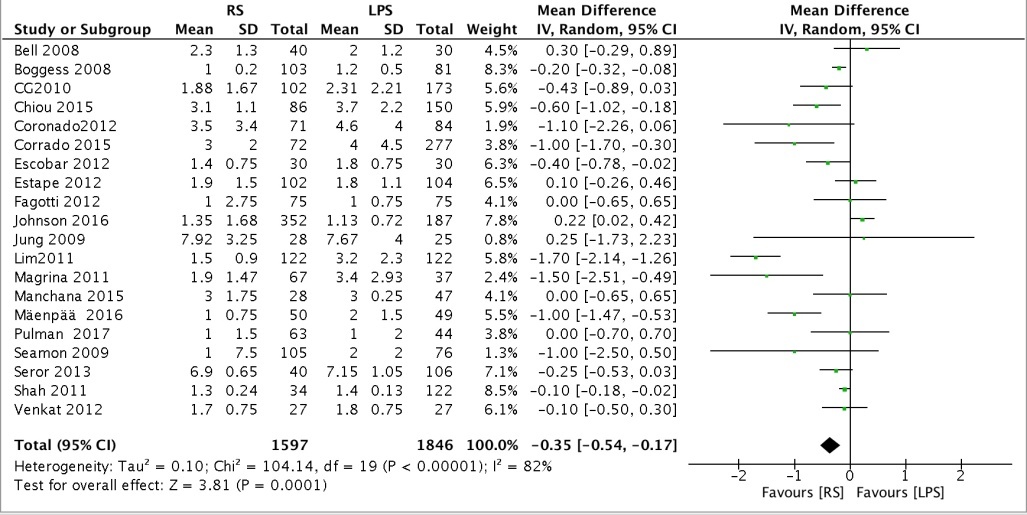 RS LPS Mean Difference Mean Difference
Study or Subgroup Mean SD Total Mean SD Total Weight IV, Random, 95% CI IV, Random, 95% CI
Bell 2008 2.3 1.3 40 2 1.2 30 4.5% 0.30 [-0.29, 0.89]
Boggess 2008 1 0.2 103 1.2 0.5 81 8.3% -0.20 [-0.32, -0.08]
CG2010 1.88 1.67 102 2.31 2.21 173 5.6% -0.43 [-0.89, 0.03]
Chiou 2015 3.1 1.1 86 3.7 2.2 150 5.9% -0.60 [-1.02, -0.18]
Coronado2012 3.5 3.4 71 4.6 4 84 1.9% -1.10 [-2.26, 0.06]
Corrado 2015 3 2 72 4 4.5 277 3.8% -1.00 [-1.70, -0.30]
Escobar 2012 1.4 0.75 30 1.8 0.75 30 6.3% -0.40 [-0.78, -0.02]
Estape 2012 1.9 1.5 102 1.8 1.1 104 6.5% 0.10 [-0.26, 0.46]
Fagotti 2012 1 2.75 75 1 0.75 75 4.1% 0.00 [-0.65, 0.65]
Johnson 2016 1.35 1.68 352 1.13 0.72 187 7.8% 0.22 [0.02, 0.42]
Jung 2009 7.92 3.25 28 7.67 4 25 0.8% 0.25 [-1.73, 2.23]
Lim2011 1.5 0.9 122 3.2 2.3 122 5.8% -1.70 [-2.14, -1.26]
Magrina 2011 1.9 1.47 67 3.4 2.93 37 2.4% -1.50 [-2.51, -0.49]
Manchana 2015 3 1.75 28 3 0.25 47 4.1% 0.00 [-0.65, 0.65]
Mäenpää 2016 1 0.75 50 2 1.5 49 5.5% -1.00 [-1.47, -0.53]
Pulman 2017 1 1.5 63 1 2 44 3.8% 0.00 [-0.70, 0.70]
Seamon 2009 1 7.5 105 2 2 76 1.3% -1.00 [-2.50, 0.50]
Seror 2013 6.9 0.65 40 7.15 1.05 106 7.1% -0.25 [-0.53, 0.03]
Shah 2011 1.3 0.24 34 1.4 0.13 122 8.5% -0.10 [-0.18, -0.02]
Venkat 2012 1.7 0.75 27 1.8 0.75 27 6.1% -0.10 [-0.50, 0.30]
Total (95% CI) 1597 1846 100.0% -0.35 [-0.54, -0.17]
Heterogeneity: Tau² = 0.10; Chi² = 104.14, df = 19 (P < 0.00001); I² = 82%
Test for overall effect: Z = 3.81 (P = 0.0001)
-2 -1 0 1 2
Favours [RS] Favours [LPS]